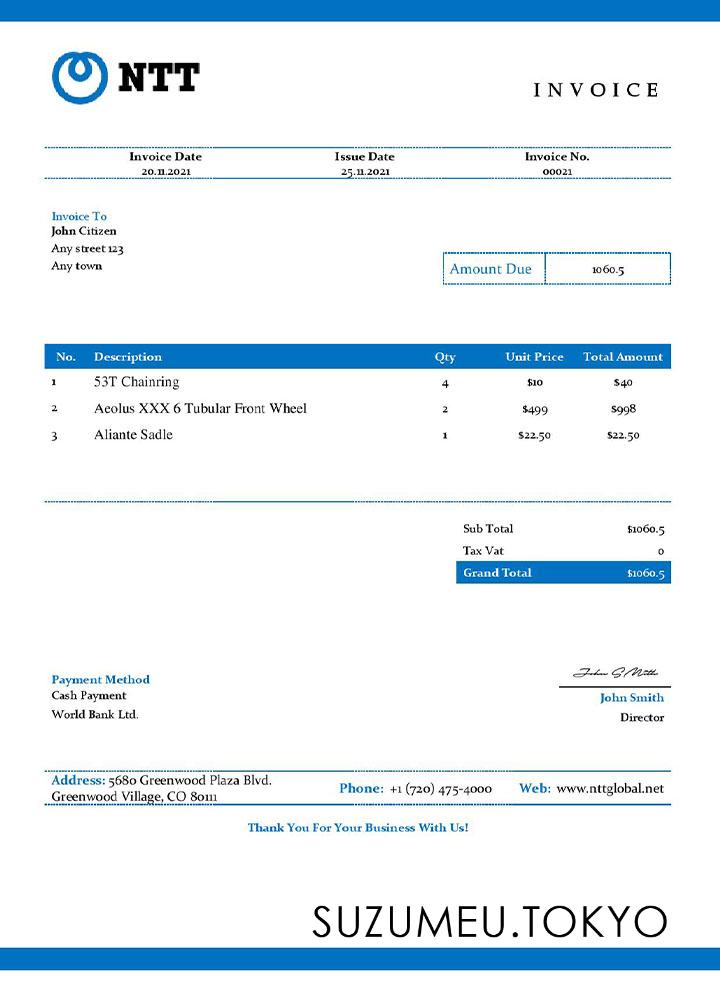 NTT
INVOICE
Invoice Date Issue Date Invoice No.
20.11.2021 25.11.2021 00021
Invoice To
John Citizen
Any street 123
Any town
Amount Due 1060.5
No. Description Qty Unit Price Total Amount
1 53T Chainring 4 $10 $40
2 Aeolus XXX 6 Tubular Front Wheel 2 $499 $998
3 Aliante Sadle 1 $22.50 $22.50
Sub Total $1060.5
Tax Vat 0
Grand Total $1060.5
Payment Method
Cash Payment
World Bank Ltd.
John Smith
John Smith
Director
Address: 5680 Greenwood Plaza Blvd.
Greenwood Village, CO 80111
Phone: +1 (720) 475-4000 Web: www.nttglobal.net
Thank You For Your Business With Us!
SUZUMEU.TOKYO